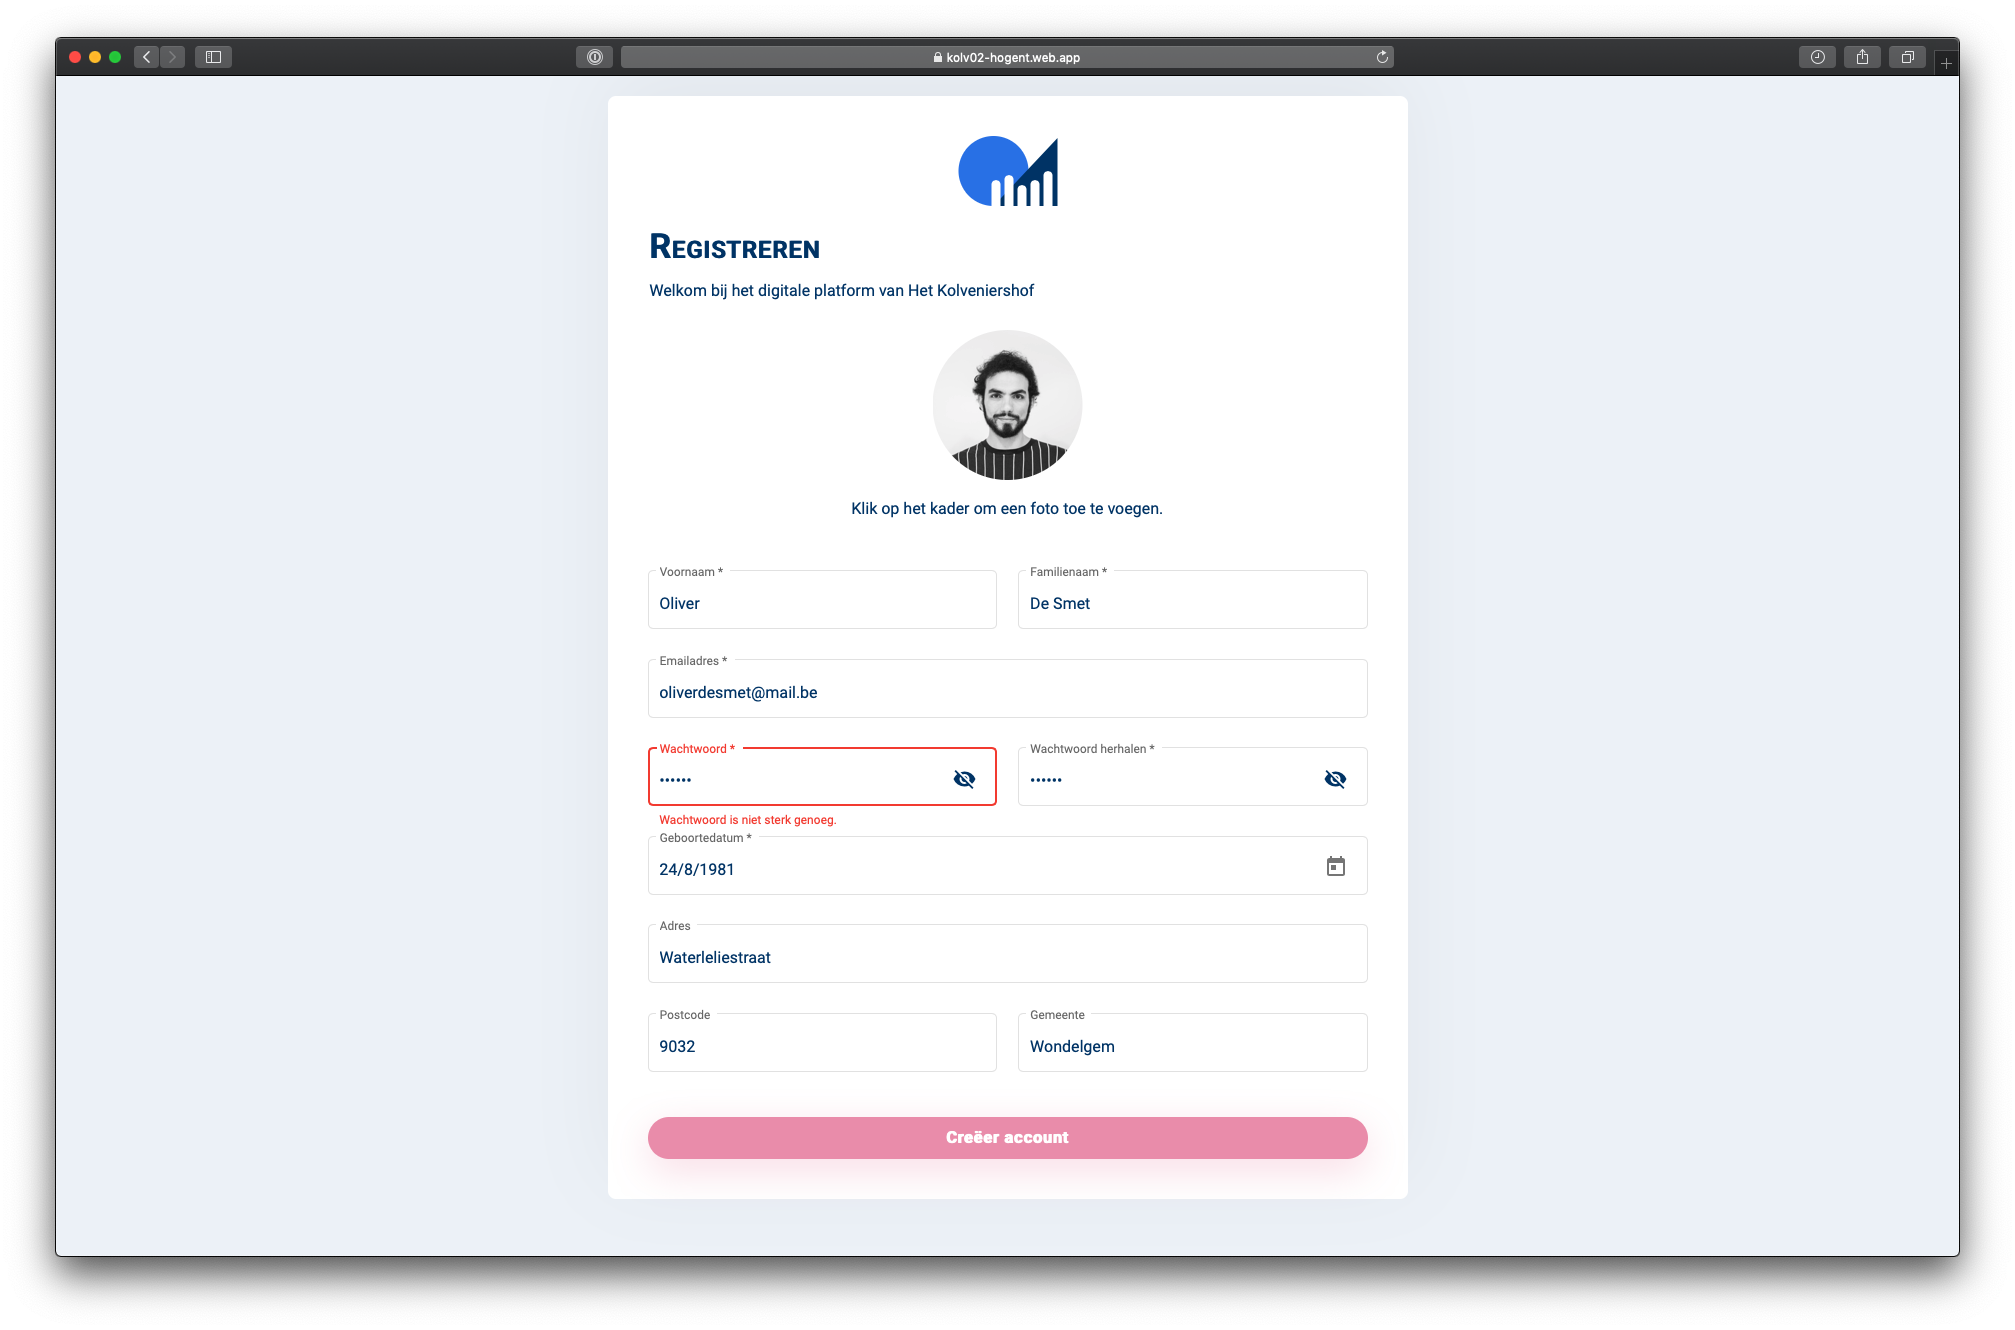 kolv02-hogent.web.app
Registreren
Welkom bij het digitale platform van Het Kolveniershof
Klik op het kader om een foto toe te voegen.
Voornaam * Familienaam *
Oliver De Smet
Emailadres *
oliverdesmet@mail.be
Wachtwoord * Wachtwoord herhalen *
•••••• ••••••
Wachtwoord is niet sterk genoeg.
Geboortedatum *
24/8/1981
Adres
Waterleliestraat
Postcode Gemeente
9032 Wondelgem
Creëer account